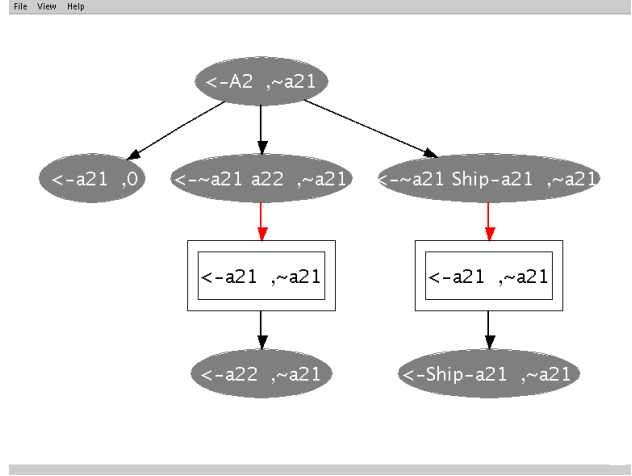 File View Help
<-A2 ,~a21
<-a21 ,0
<-~a21 a22 ,~a21
<-~a21 Ship-a21 ,~a21
<-a21 ,~a21
<-a21 ,~a21
<-a22 ,~a21
<-Ship-a21 ,~a21